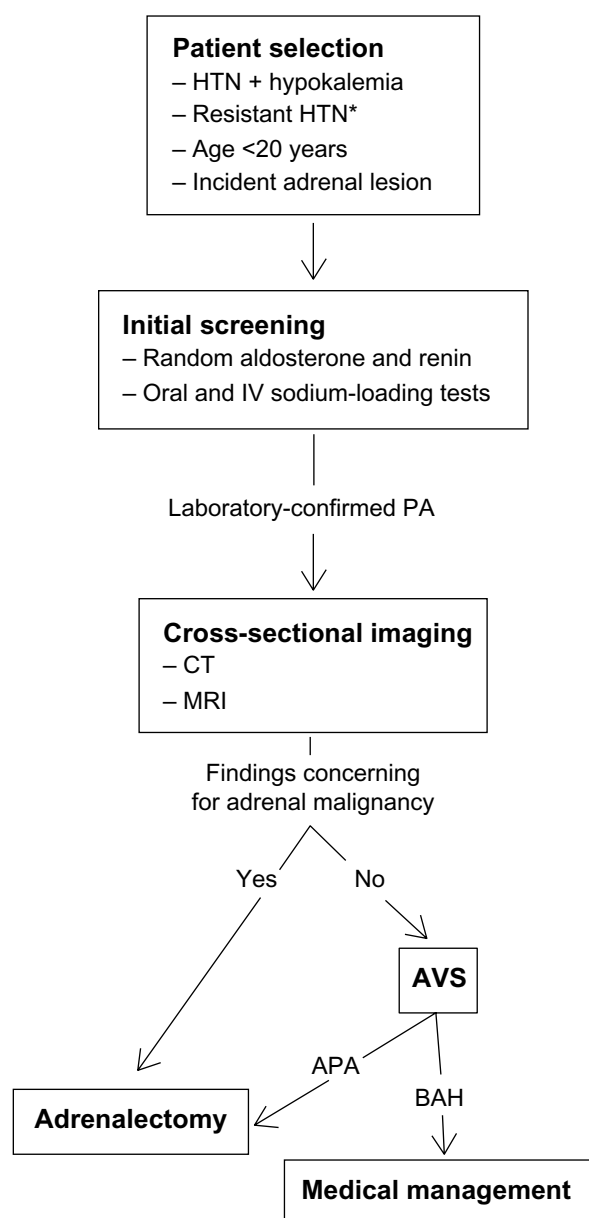 Patient selection
– HTN + hypokalemia
– Resistant HTN*
– Age <20 years
– Incident adrenal lesion
Initial screening
– Random aldosterone and renin
– Oral and IV sodium-loading tests
Laboratory-confirmed PA
Cross-sectional imaging
– CT
– MRI
Findings concerning
for adrenal malignancy
Yes
No
AVS
APA
BAH
Adrenalectomy
Medical management